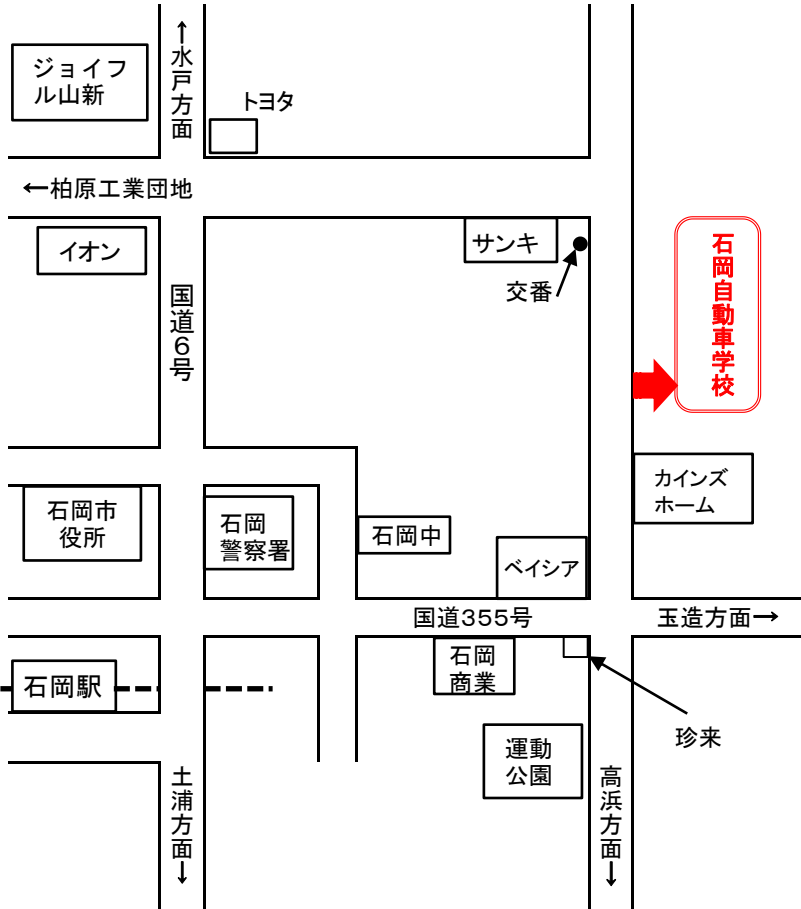 ジョイフ
ル山新
↑水戸方面
トヨタ
←柏原工業団地
イオン
サンキ
交番
石岡自動車学校
国道6号
カインズ
ホーム
石岡市
役所
石岡
警察署
石岡中
ベイシア
国道355号
玉造方面→
石岡駅
石岡
商業
珍来
運動
公園
土浦方面↓
高浜方面↓